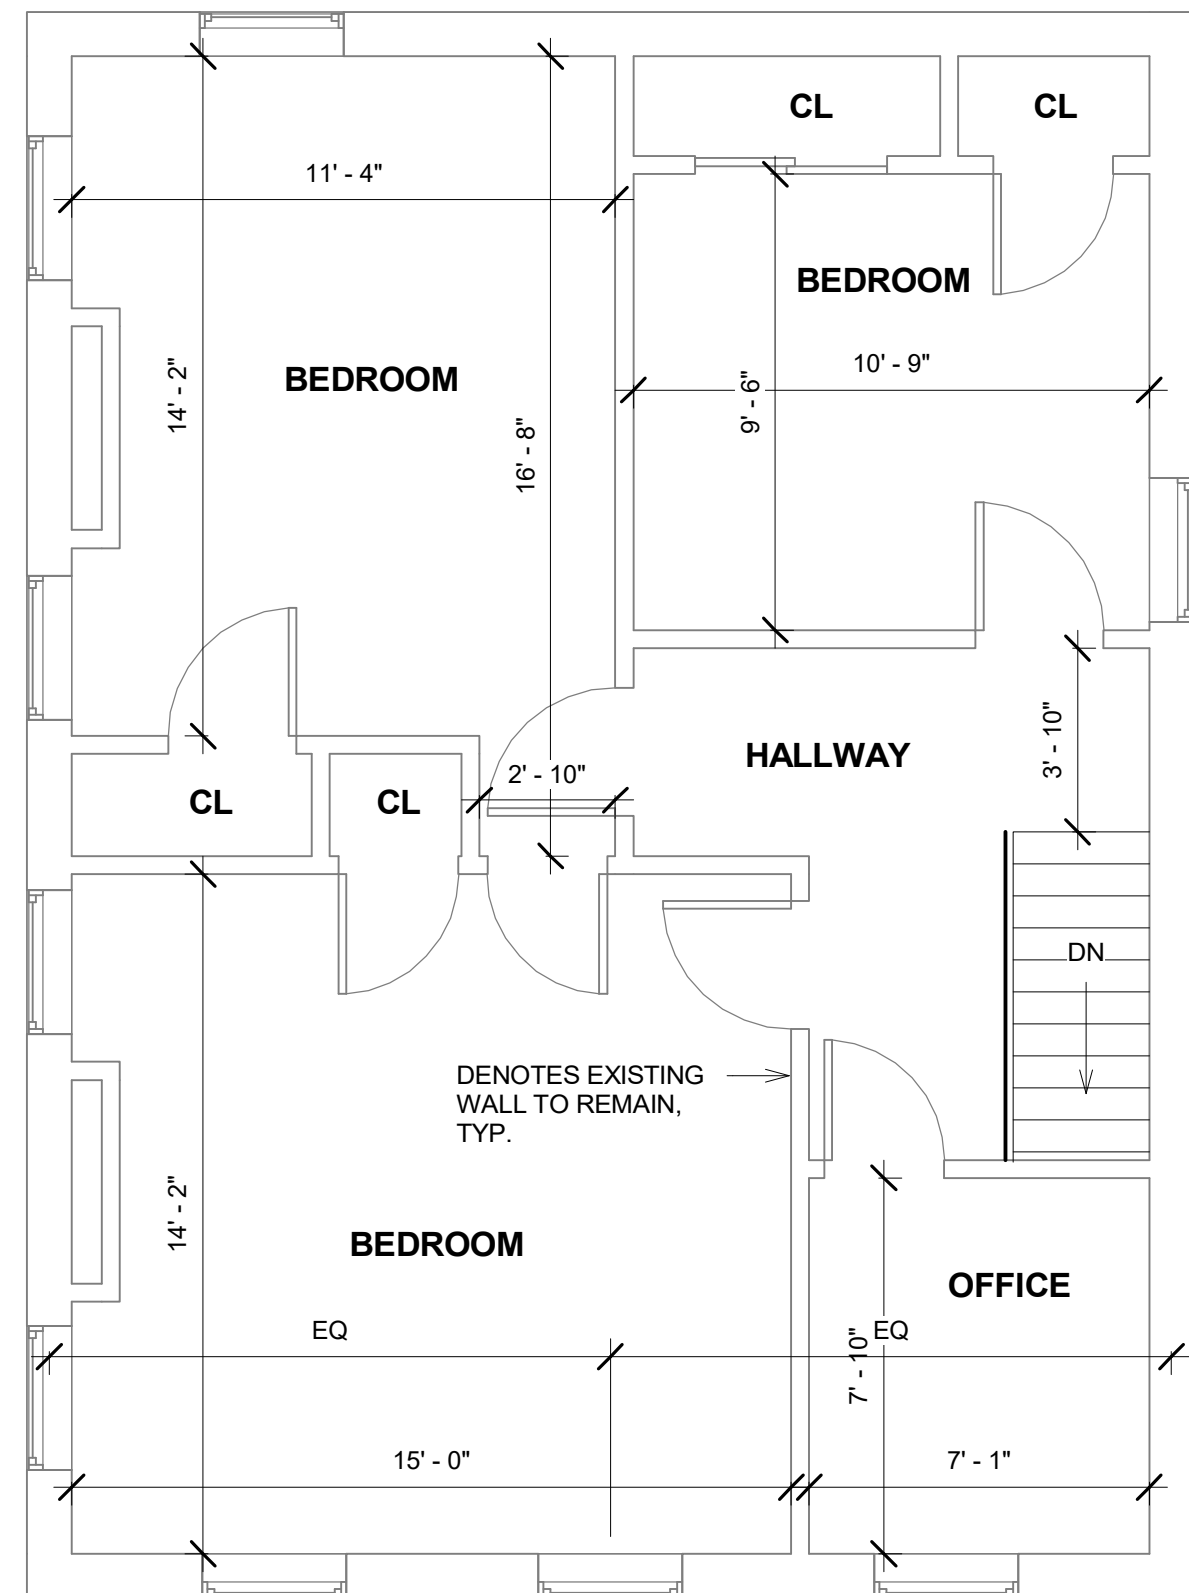 CL
CL
11' - 4"
BEDROOM
10' - 9"
BEDROOM
14' - 2"
9' - 6"
16' - 8"
3' - 10"
HALLWAY
2' - 10"
CL
CL
DN
DENOTES EXISTING
WALL TO REMAIN,
TYP.
14' - 2"
BEDROOM
OFFICE
EQ
EQ
7' - 10"
15' - 0"
7' - 1"